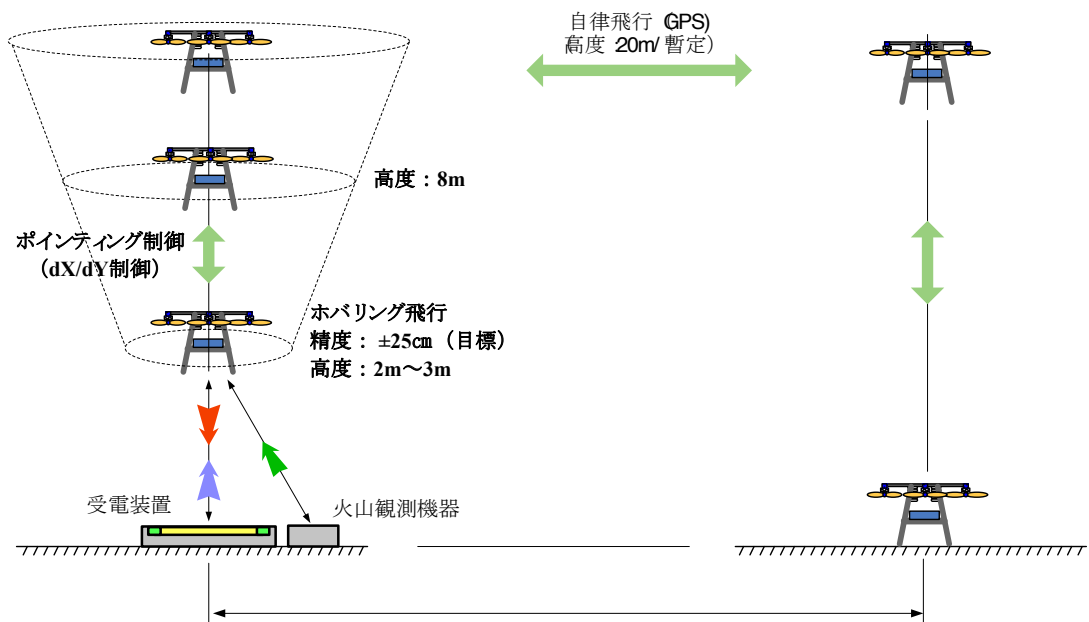 自律飛行（GPS)
高度：20m/ 暫定）
高度：8m
ポインティング制御
（dX/dY制御）
ホバリング飛行
精度： ±25㎝（目標）
高度：2m～3m
受電装置
火山観測機器